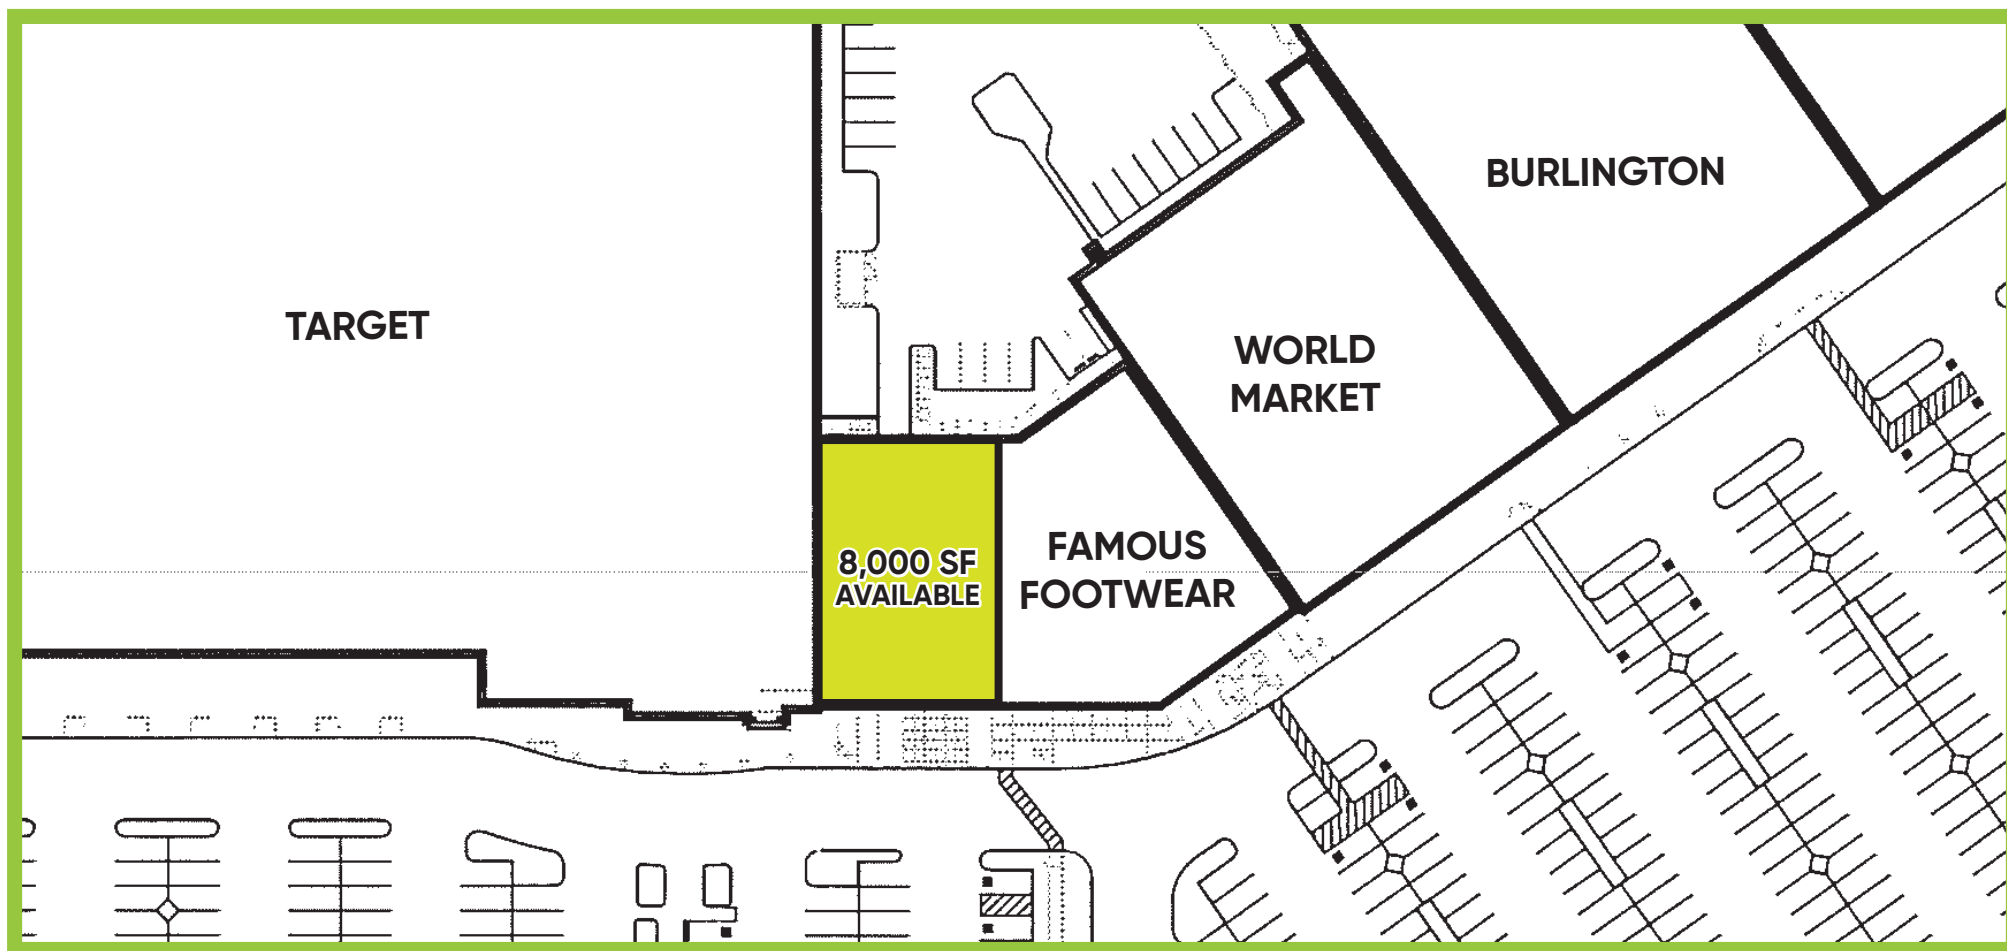 TARGET
8,000 SF
AVAILABLE
FAMOUS
FOOTWEAR
WORLD
MARKET
BURLINGTON